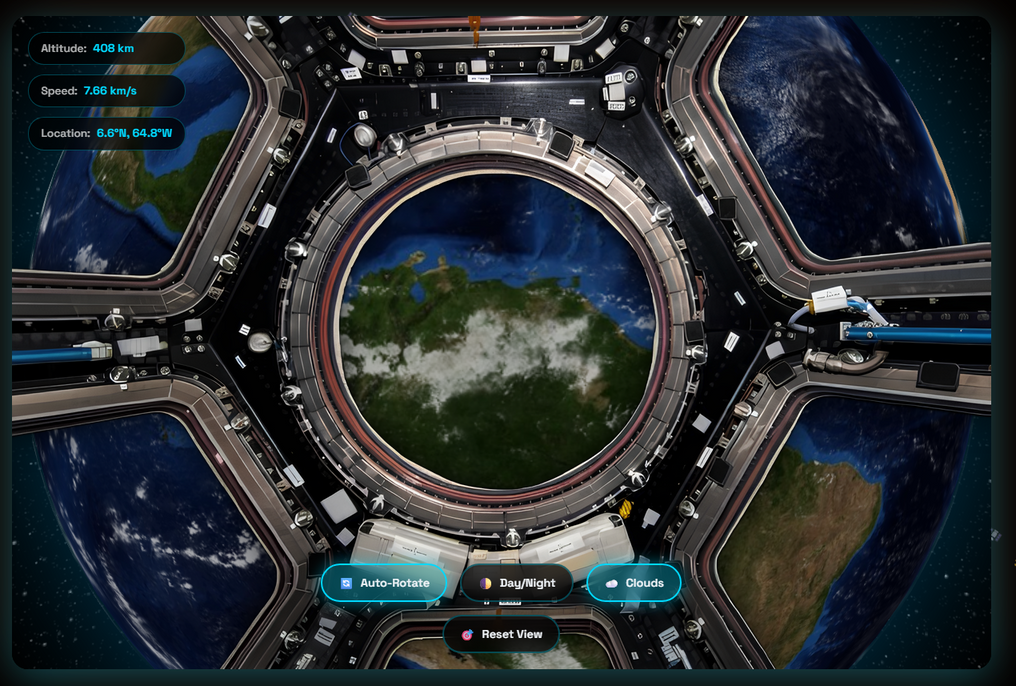 Altitude: 408 km
Speed: 7.66 km/s
Location: 6.6°N, 64.8°W
Auto-Rotate
Day/Night
Clouds
Reset View